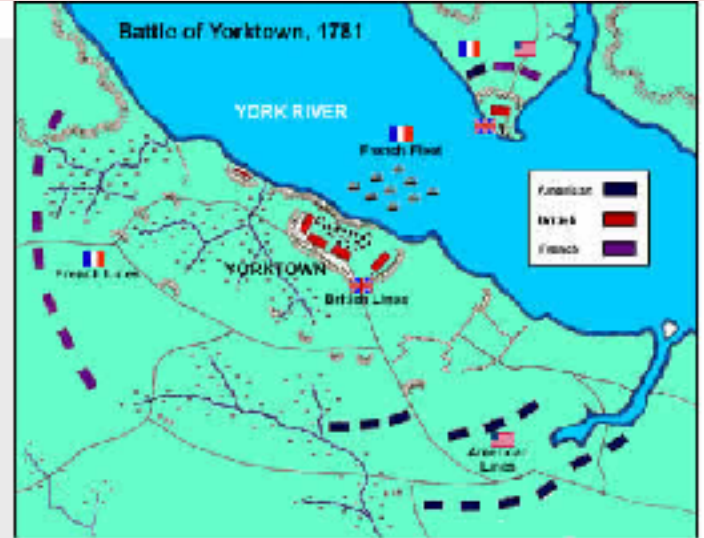 Battle of Yorktown, 1781
YORK RIVER
French Fleet
American
British
French
YORKTOWN
French Lines
British Lines
American
Lines